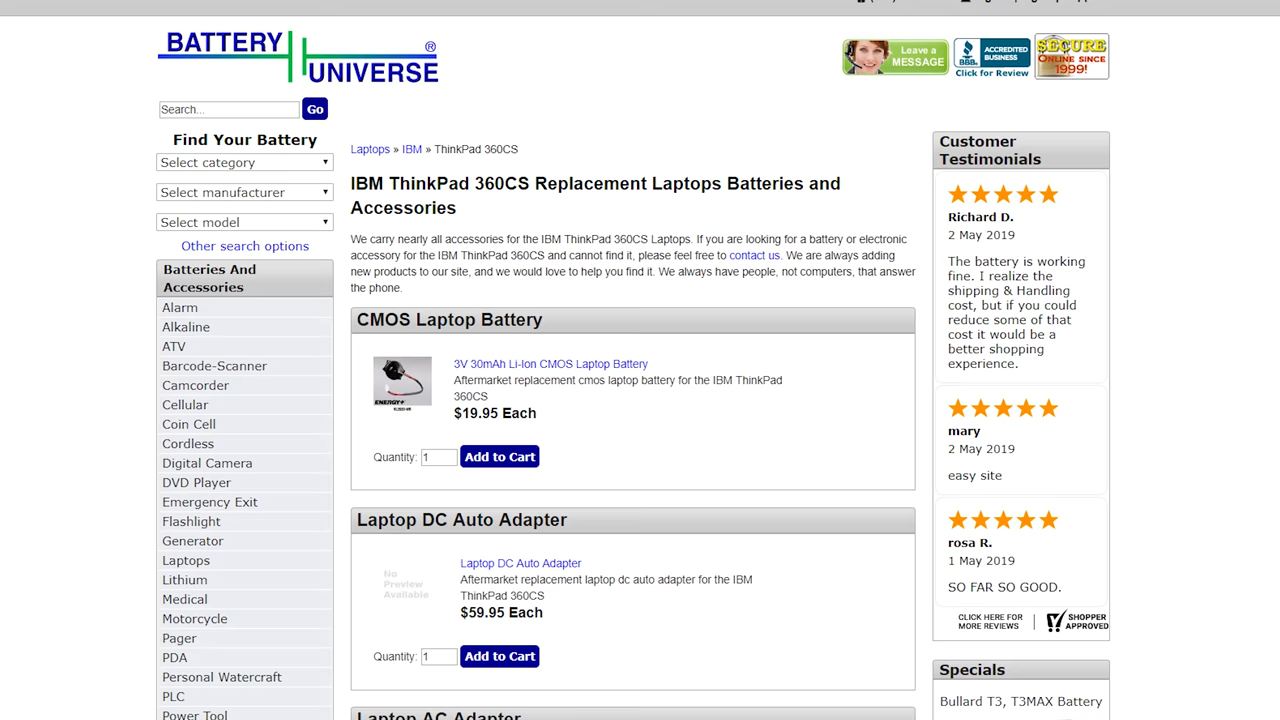 BATTERY
UNIVERSE
®
Leave a
MESSAGE
BBB
ACCREDITED
BUSINESS
Click for Review
SECURE
ONLINE SINCE
1999!
Search...
Go
Find Your Battery
Select category
Select manufacturer
Select model
Other search options
Batteries And
Accessories
Alarm
Alkaline
ATV
Barcode-Scanner
Camcorder
Cellular
Coin Cell
Cordless
Digital Camera
DVD Player
Emergency Exit
Flashlight
Generator
Laptops
Lithium
Medical
Motorcycle
Pager
PDA
Personal Watercraft
PLC
Power Tool
Laptops » IBM » ThinkPad 360CS
IBM ThinkPad 360CS Replacement Laptops Batteries and
Accessories
We carry nearly all accessories for the IBM ThinkPad 360CS Laptops. If you are looking for a battery or electronic
accessory for the IBM ThinkPad 360CS and cannot find it, please feel free to contact us. We are always adding
new products to our site, and we would love to help you find it. We always have people, not computers, that answer
the phone.
CMOS Laptop Battery
ENERGY+
3V 30mAh Li-Ion CMOS Laptop Battery
Aftermarket replacement cmos laptop battery for the IBM ThinkPad
360CS
$19.95 Each
Quantity: 1 Add to Cart
Laptop DC Auto Adapter
No
Preview
Available
Laptop DC Auto Adapter
Aftermarket replacement laptop dc auto adapter for the IBM
ThinkPad 360CS
$59.95 Each
Quantity: 1 Add to Cart
Laptop AC Adapter
Customer
Testimonials
Richard D.
2 May 2019
The battery is working
fine. I realize the
shipping & Handling
cost, but if you could
reduce some of that
cost it would be a
better shopping
experience.
mary
2 May 2019
easy site
rosa R.
1 May 2019
SO FAR SO GOOD.
CLICK HERE FOR
MORE REVIEWS
SHOPPER
APPROVED
Specials
Bullard T3, T3MAX Battery